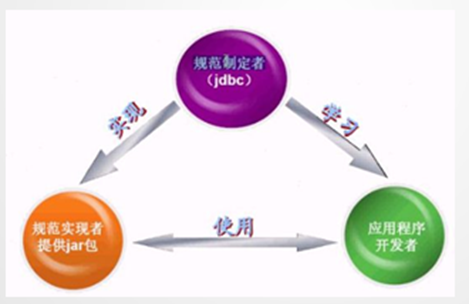 规范制定者
（jdbc）
实现
学习
规范实现者
提供jar包
使用
应用程序
开发者